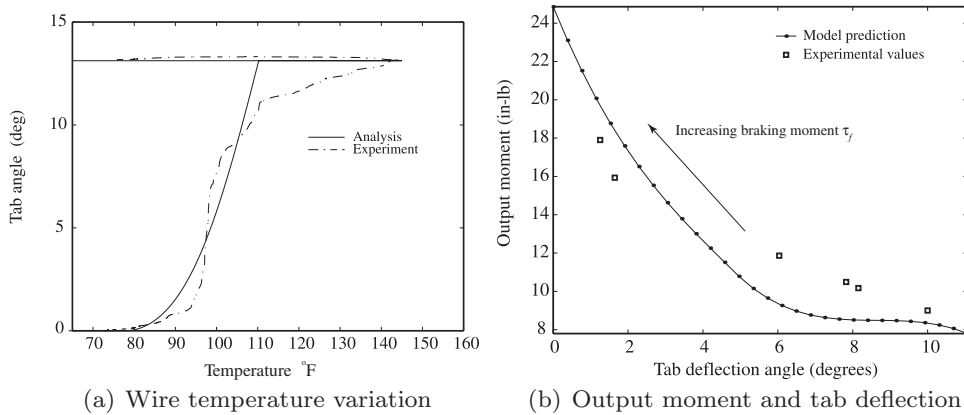 15
10
5
0
Tab angle (deg)
70 80 90 100 110 120 130 140 150 160
Temperature °F
Analysis
Experiment
(a) Wire temperature variation
24
22
20
18
16
14
12
10
8
Output moment (in-lb)
0 2 4 6 8 10
Tab deflection angle (degrees)
Model prediction
Experimental values
Increasing braking moment τf
(b) Output moment and tab deflection